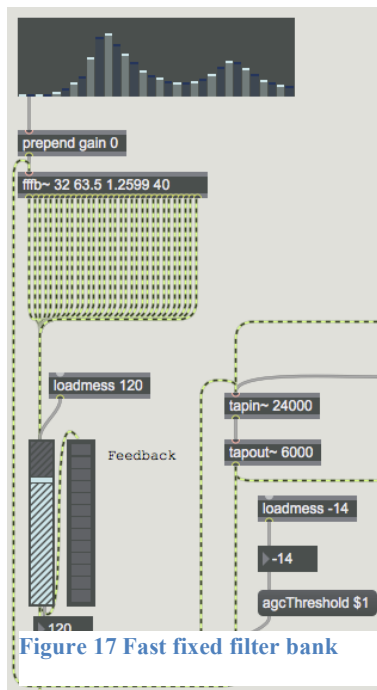 prepend gain 0
fffb~ 32 63.5 1.2599 40
loadmess 120
tapin~ 24000
Feedback
tapout~ 6000
loadmess -14
-14
agcThreshold $1
120
Figure 17 Fast fixed filter bank